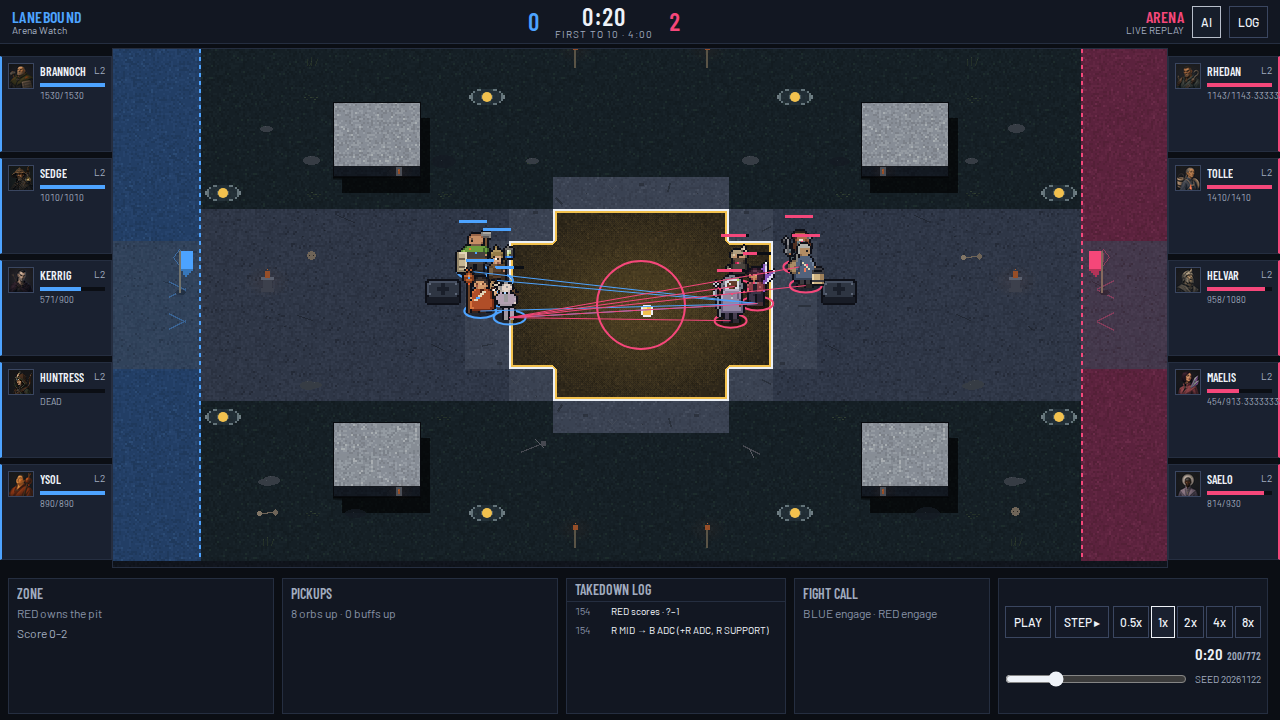 LANEBOUND
Arena Watch
0
0:20
FIRST TO 10 · 4:00
2
ARENA
LIVE REPLAY
AI
LOG
BRANNOCH L2
1530/1530
SEDGE L2
1010/1010
KERRIG L2
571/900
HUNTRESS L2
DEAD
YSOL L2
890/890
RHEDAN L2
1143/1143.33333
TOLLE L2
1410/1410
HELVAR L2
958/1080
MAELIS L2
454/913.3333333
SAELO L2
814/930
ZONE
RED owns the pit
Score 0–2
PICKUPS
8 orbs up · 0 buffs up
TAKEDOWN LOG
154 RED scores · ?–1
154 R MID → B ADC (+R ADC, R SUPPORT)
FIGHT CALL
BLUE engage · RED engage
PLAY
STEP ▸
0.5x
1x
2x
4x
8x
0:20 200/772
SEED 20261122